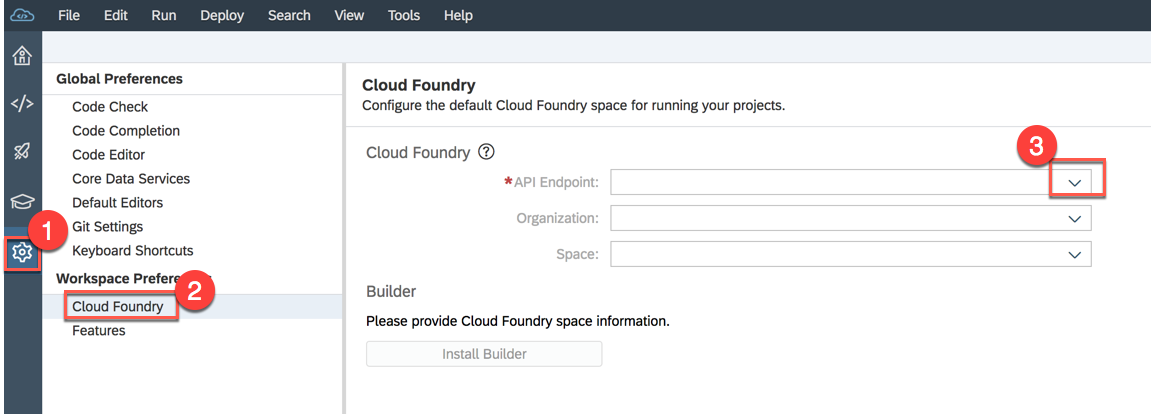 File Edit Run Deploy Search View Tools Help
Global Preferences
Code Check
Code Completion
Code Editor
Core Data Services
Default Editors
Git Settings
Keyboard Shortcuts
1
Workspace Prefere
2
Cloud Foundry
Features
Cloud Foundry
Configure the default Cloud Foundry space for running your projects.
Cloud Foundry ?
3
*API Endpoint:
Organization:
Space:
Builder
Please provide Cloud Foundry space information.
Install Builder